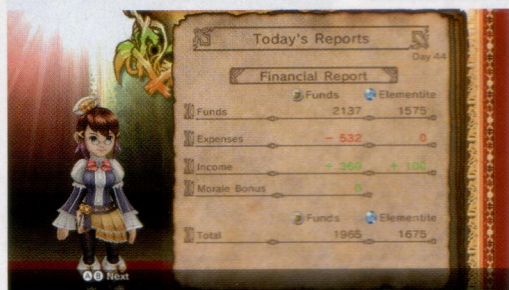 Today's Reports
Day 44
Financial Report
Funds Elementite
Funds 2137 1575
Expenses - 532 0
Income + 360 + 100
Morale Bonus 0
Funds Elementite
Total 1965 1675
A B Next